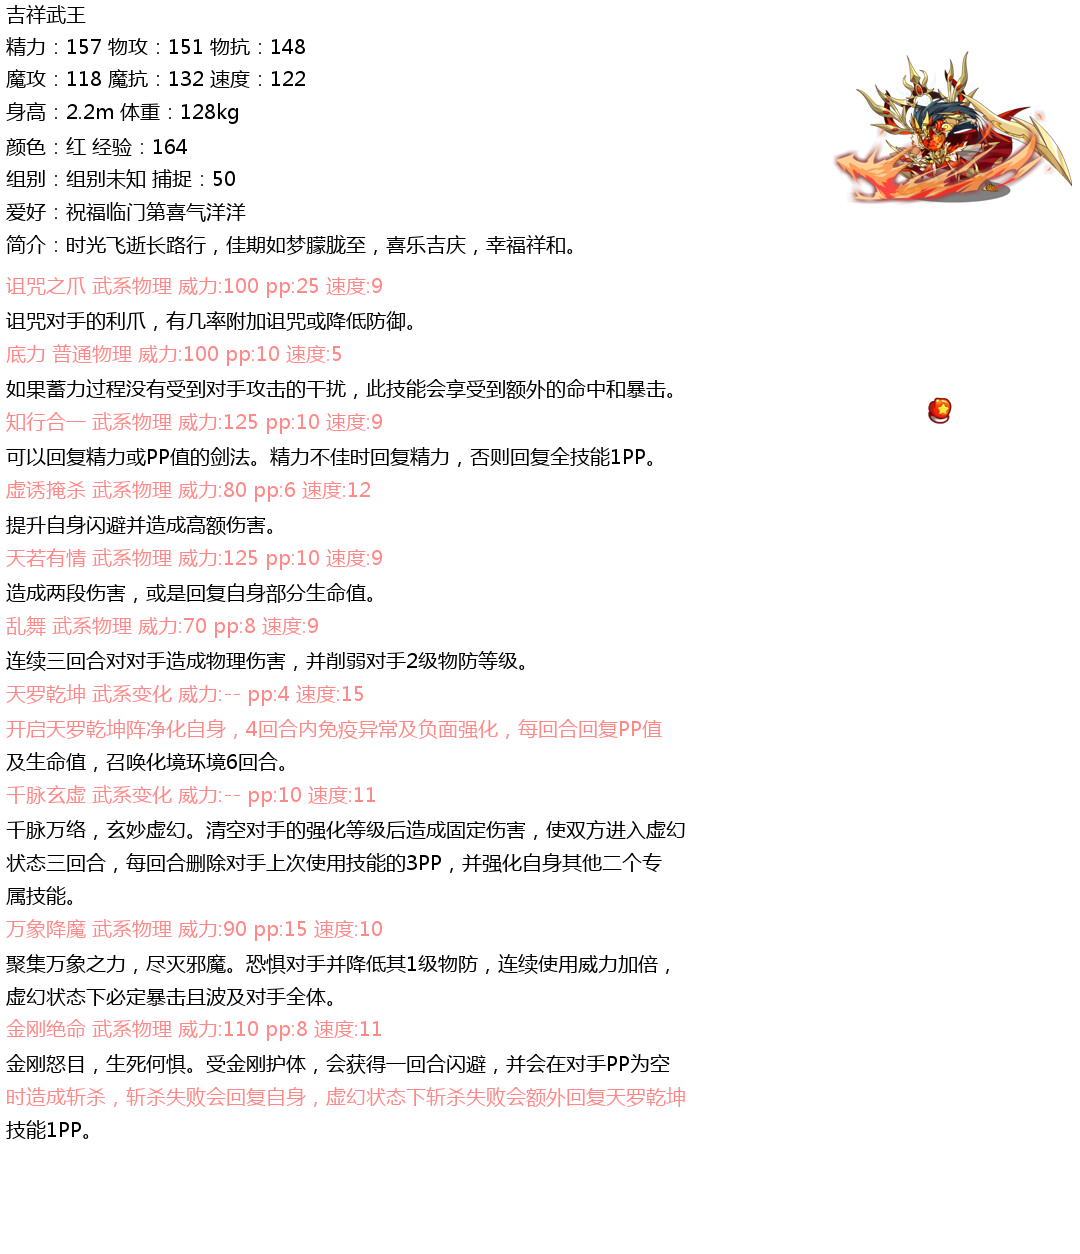 吉祥武王
精力：157 物攻：151 物抗：148
魔攻：118 魔抗：132 速度：122
身高：2.2m 体重：128kg
颜色：红 经验：164
组别：组别未知 捕捉：50
爱好：祝福临门第喜气洋洋
简介：时光飞逝长路行，佳期如梦朦胧至，喜乐吉庆，幸福祥和。
诅咒之爪 武系物理 威力:100 pp:25 速度:9
诅咒对手的利爪，有几率附加诅咒或降低防御。
底力 普通物理 威力:100 pp:10 速度:5
如果蓄力过程没有受到对手攻击的干扰，此技能会享受到额外的命中和暴击。
知行合一 武系物理 威力:125 pp:10 速度:9
可以回复精力或PP值的剑法。精力不佳时回复精力，否则回复全技能1PP。
虚诱掩杀 武系物理 威力:80 pp:6 速度:12
提升自身闪避并造成高额伤害。
天若有情 武系物理 威力:125 pp:10 速度:9
造成两段伤害，或是回复自身部分生命值。
乱舞 武系物理 威力:70 pp:8 速度:9
连续三回合对对手造成物理伤害，并削弱对手2级物防等级。
天罗乾坤 武系变化 威力:-- pp:4 速度:15
开启天罗乾坤阵净化自身，4回合内免疫异常及负面强化，每回合回复PP值
及生命值，召唤化境环境6回合。
千脉玄虚 武系变化 威力:-- pp:10 速度:11
千脉万络，玄妙虚幻。清空对手的强化等级后造成固定伤害，使双方进入虚幻
状态三回合，每回合删除对手上次使用技能的3PP，并强化自身其他二个专
属技能。
万象降魔 武系物理 威力:90 pp:15 速度:10
聚集万象之力，尽灭邪魔。恐惧对手并降低其1级物防，连续使用威力加倍，
虚幻状态下必定暴击且波及对手全体。
金刚绝命 武系物理 威力:110 pp:8 速度:11
金刚怒目，生死何惧。受金刚护体，会获得一回合闪避，并会在对手PP为空
时造成斩杀，斩杀失败会回复自身，虚幻状态下斩杀失败会额外回复天罗乾坤
技能1PP。